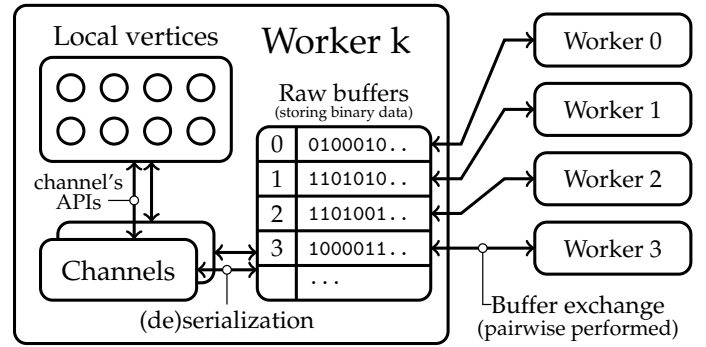 Local vertices
Worker k
Raw buffers
(storing binary data)
0 0100010..
1 1101010..
2 1101001..
3 1000011..
...
channel's
APIs
Channels
(de)serialization
Worker 0
Worker 1
Worker 2
Worker 3
Buffer exchange
(pairwise performed)